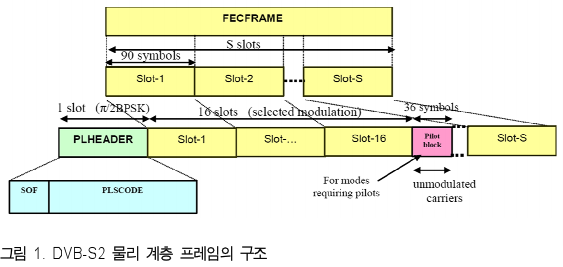 FECFRAME
S slots
90 symbols
Slot-1 Slot-2 Slot-S
1 slot (π/2BPSK) 16 slots (selected modulation) 36 symbols
PLHEADER Slot-1 Slot-... Slot-16 Pilot block Slot-S
SOF PLSCODE
For modes requiring pilots
unmodulated carriers
그림 1. DVB-S2 물리 계층 프레임의 구조